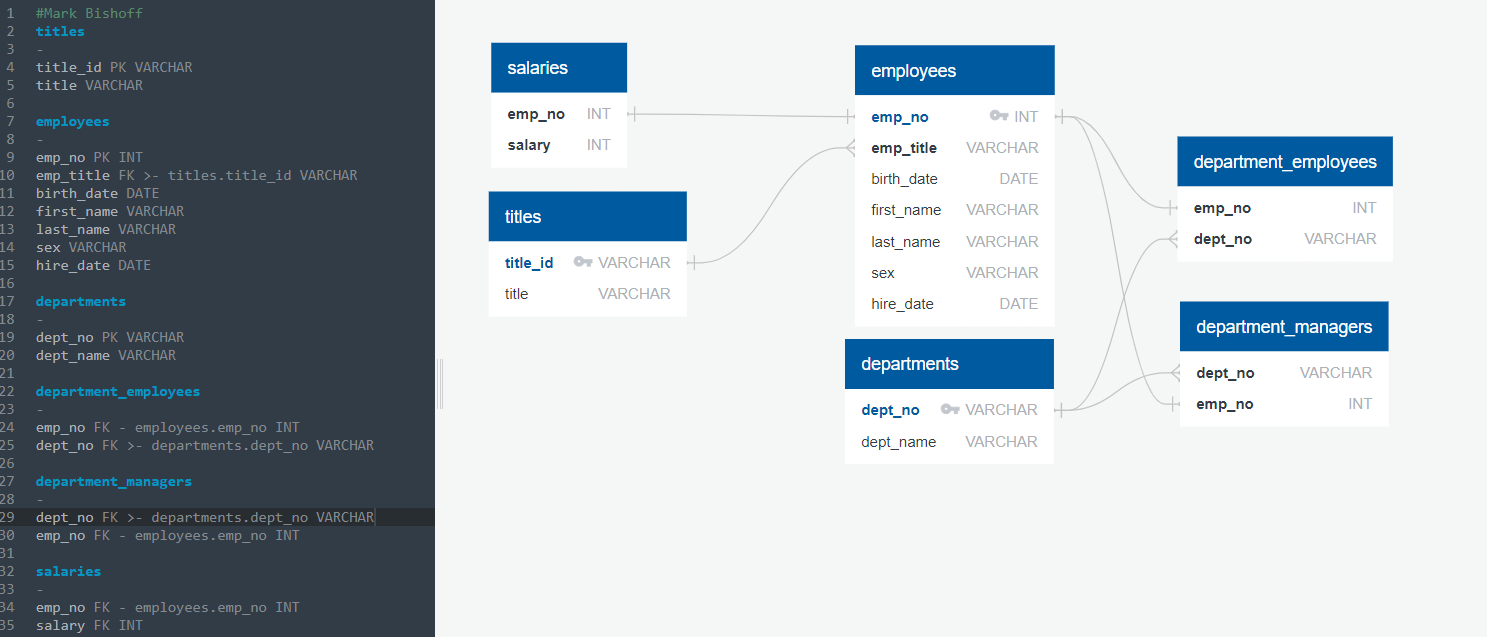 1 #Mark Bishoff
2 titles
3 -
4 title_id PK VARCHAR
5 title VARCHAR
6
7 employees
8 -
9 emp_no PK INT
10 emp_title FK >- titles.title_id VARCHAR
11 birth_date DATE
12 first_name VARCHAR
13 last_name VARCHAR
14 sex VARCHAR
15 hire_date DATE
16
17 departments
18 -
19 dept_no PK VARCHAR
20 dept_name VARCHAR
21
22 department_employees
23 -
24 emp_no FK - employees.emp_no INT
25 dept_no FK >- departments.dept_no VARCHAR
26
27 department_managers
28 -
29 dept_no FK >- departments.dept_no VARCHAR
30 emp_no FK - employees.emp_no INT
31
32 salaries
33 -
34 emp_no FK - employees.emp_no INT
35 salary FK INT
salaries
emp_no INT
salary INT
titles
title_id VARCHAR
title VARCHAR
employees
emp_no INT
emp_title VARCHAR
birth_date DATE
first_name VARCHAR
last_name VARCHAR
sex VARCHAR
hire_date DATE
departments
dept_no VARCHAR
dept_name VARCHAR
department_employees
emp_no INT
dept_no VARCHAR
department_managers
dept_no VARCHAR
emp_no INT